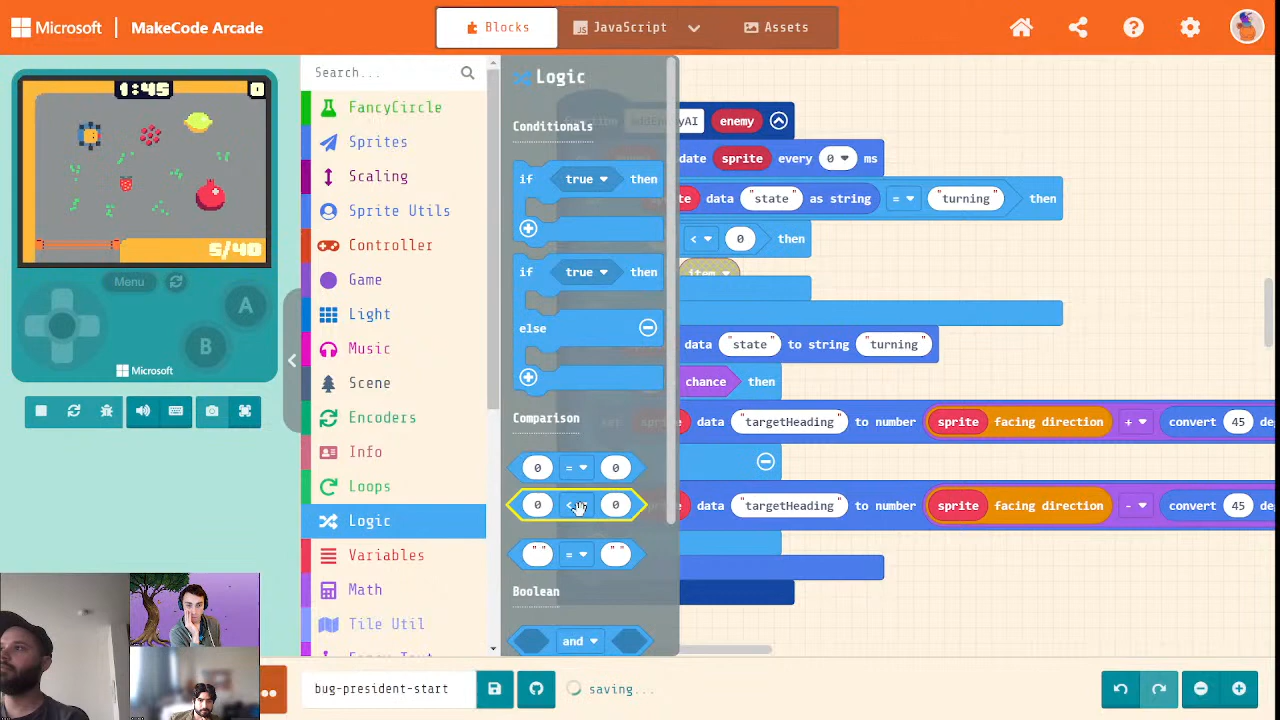 Microsoft MakeCode Arcade
Blocks JavaScript Assets
1:45 0
5/40
Menu
A
B
Microsoft
Search...
FancyCircle
Sprites
Scaling
Sprite Utils
Controller
Game
Light
Music
Scene
Encoders
Info
Loops
Logic
Variables
Math
Tile Util
Logic
Conditionals
if true then
if true then
else
Comparison
0 = 0
0 < 0
" " = " "
Boolean
and
enemy
date sprite every 0 ms
data "state" as string = "turning" then
< 0 then
item
data "state" to string "turning"
chance then
data "targetHeading" to number sprite facing direction + convert 45
data "targetHeading" to number sprite facing direction - convert 45
bug-president-start
saving...